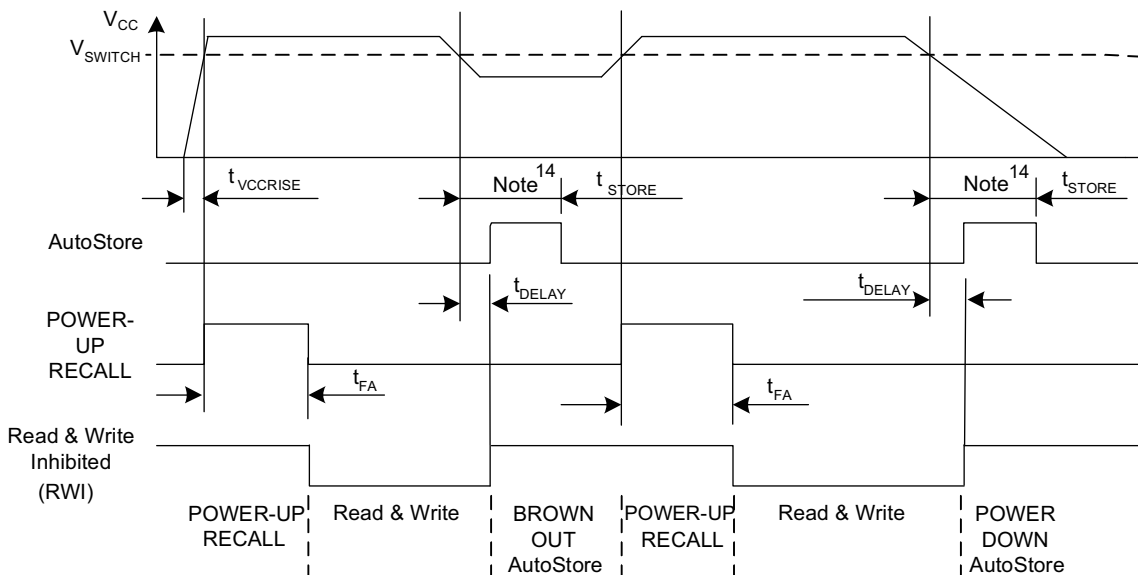 VCC
VSWITCH
tVCCRISE
Note14
tSTORE
Note14
tSTORE
AutoStore
tDELAY
tDELAY
POWER-
UP
RECALL
tFA
tFA
Read & Write
Inhibited
(RWI)
POWER-UP
RECALL
Read & Write
BROWN
OUT
AutoStore
POWER-UP
RECALL
Read & Write
POWER
DOWN
AutoStore